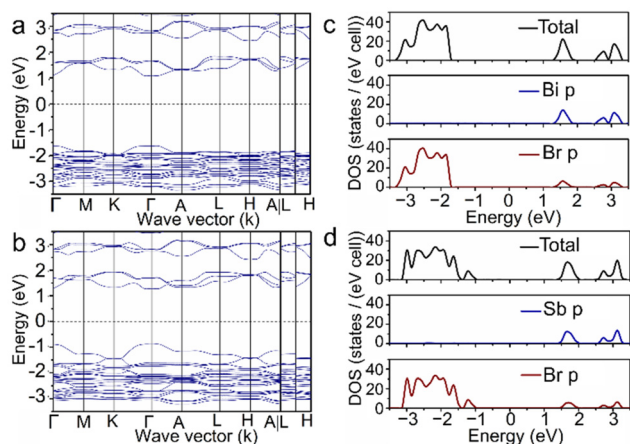 a
3
2
1
0
-1
-2
-3
Energy (eV)
Γ M K Γ A L H A|L H
Wave vector (k)
b
3
2
1
0
-1
-2
-3
Energy (eV)
Γ M K Γ A L H A|L H
Wave vector (k)
c
DOS (states / (eV cell))
40
20
0
Total
40
20
0
Bi p
40
20
0
Br p
−3 −2 −1 0 1 2 3
Energy (eV)
d
DOS (states / (eV cell))
40
20
0
Total
40
20
0
Sb p
40
20
0
Br p
−3 −2 −1 0 1 2 3
Energy (eV)